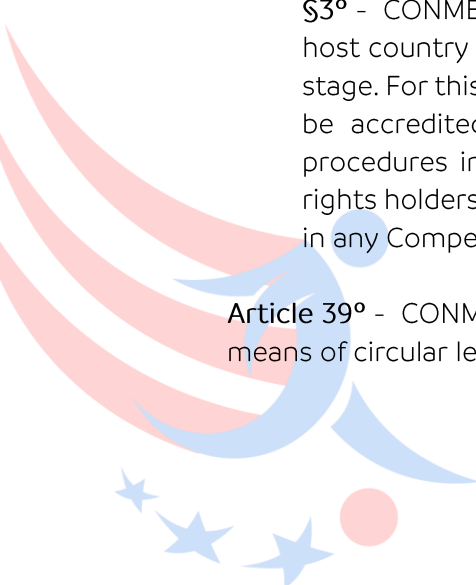 §3º - CONME
host country
stage. For this
be accredited
procedures in
rights holders
in any Compe
Article 39º - CONM
means of circular le